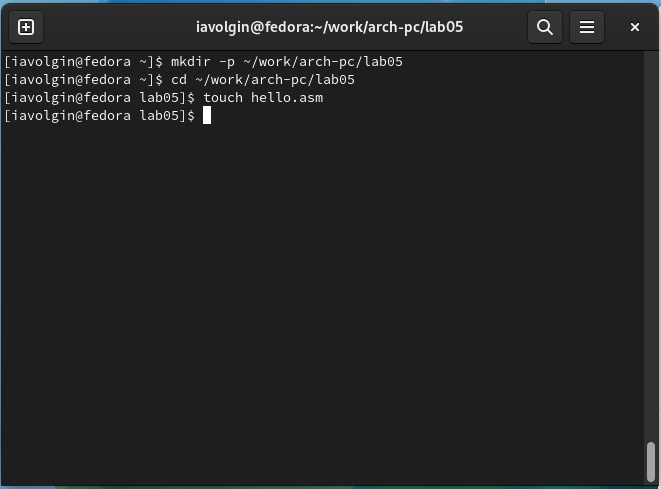 iavolgin@fedora:~/work/arch-pc/lab05
[iavolgin@fedora ~]$ mkdir -p ~/work/arch-pc/lab05
[iavolgin@fedora ~]$ cd ~/work/arch-pc/lab05
[iavolgin@fedora lab05]$ touch hello.asm
[iavolgin@fedora lab05]$